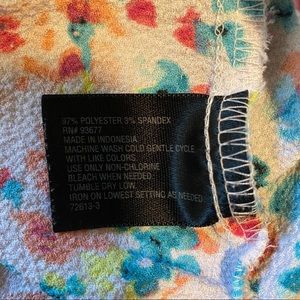 97% POLYESTER 3% SPANDEX
RN# 93677
MADE IN INDONESIA
MACHINE WASH COLD GENTLE CYCLE
WITH LIKE COLORS.
USE ONLY NON-CHLORINE
BLEACH WHEN NEEDED.
TUMBLE DRY LOW.
IRON ON LOWEST SETTING AS NEEDED
72613-3